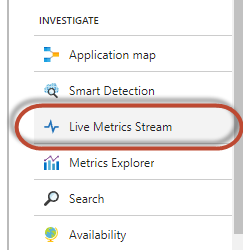 INVESTIGATE
Application map
Smart Detection
Live Metrics Stream
Metrics Explorer
Search
Availability